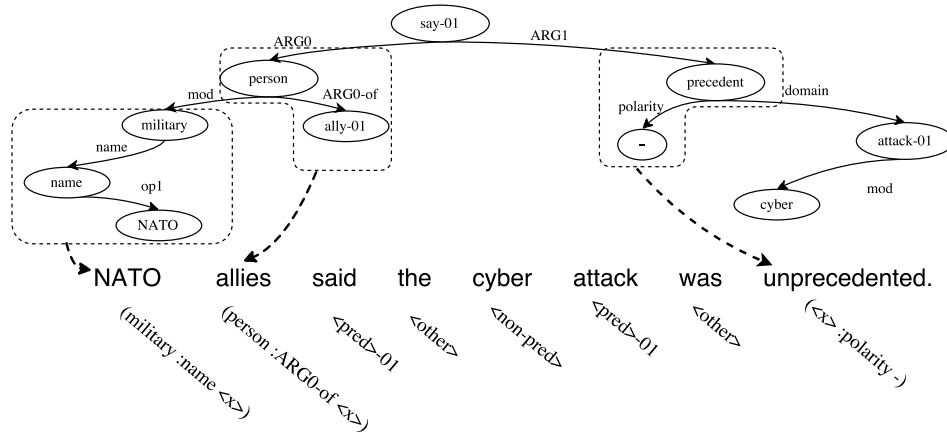 say-01
ARG0
ARG1
person
precedent
mod
ARG0-of
polarity
domain
military
ally-01
-
attack-01
name
name
op1
mod
cyber
NATO
NATO allies said the cyber attack was unprecedented.
(military :name <x>)
(person :ARG0-of <x>)
<pred>-01
<other>
<non-pred>
<pred>-01
<other>
(<x> :polarity -)